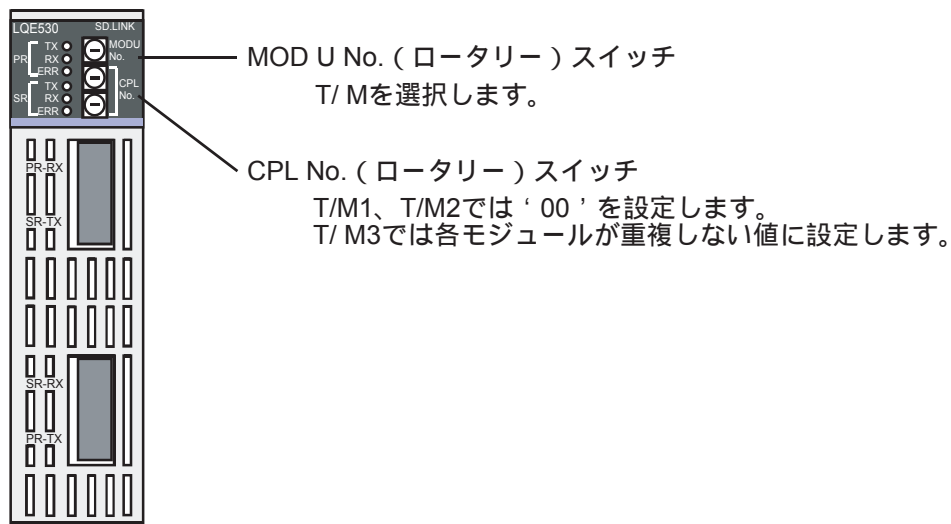 LQE530 SD.LINK
PR TX RX ERR
SR TX RX ERR
MODU No.
CPL No.
PR-RX
SR-TX
SR-RX
PR-TX
MOD U No.(ロータリー)スイッチ
T/ Mを選択します。
CPL No.(ロータリー)スイッチ
T/M1、T/M2では‘00’を設定します。
T/ M3では各モジュールが重複しない値に設定します。